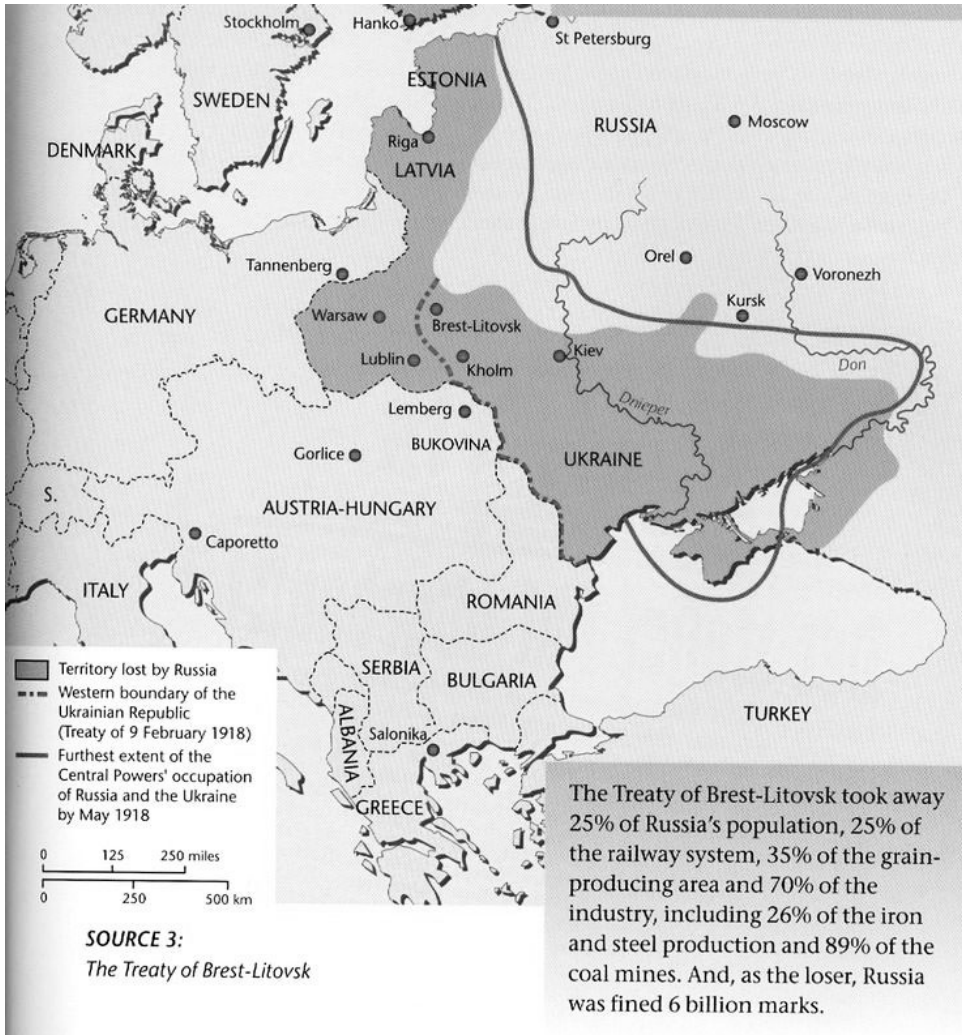 Stockholm
Hanko
St Petersburg
ESTONIA
SWEDEN
RUSSIA
Moscow
Riga
DENMARK
LATVIA
Tannenberg
Orel
Voronezh
GERMANY
Warsaw
Brest-Litovsk
Kursk
Lublin
Kholm
Kiev
Don
Dnieper
Lemberg
BUKOVINA
Gorlice
UKRAINE
S.
AUSTRIA-HUNGARY
Caporetto
ITALY
ROMANIA
SERBIA
BULGARIA
ALBANIA
Salonika
TURKEY
GREECE
Territory lost by Russia
Western boundary of the
Ukrainian Republic
(Treaty of 9 February 1918)
Furthest extent of the
Central Powers' occupation
of Russia and the Ukraine
by May 1918
0 125 250 miles
0 250 500 km
SOURCE 3:
The Treaty of Brest-Litovsk
The Treaty of Brest-Litovsk took away
25% of Russia's population, 25% of
the railway system, 35% of the grain-
producing area and 70% of the
industry, including 26% of the iron
and steel production and 89% of the
coal mines. And, as the loser, Russia
was fined 6 billion marks.